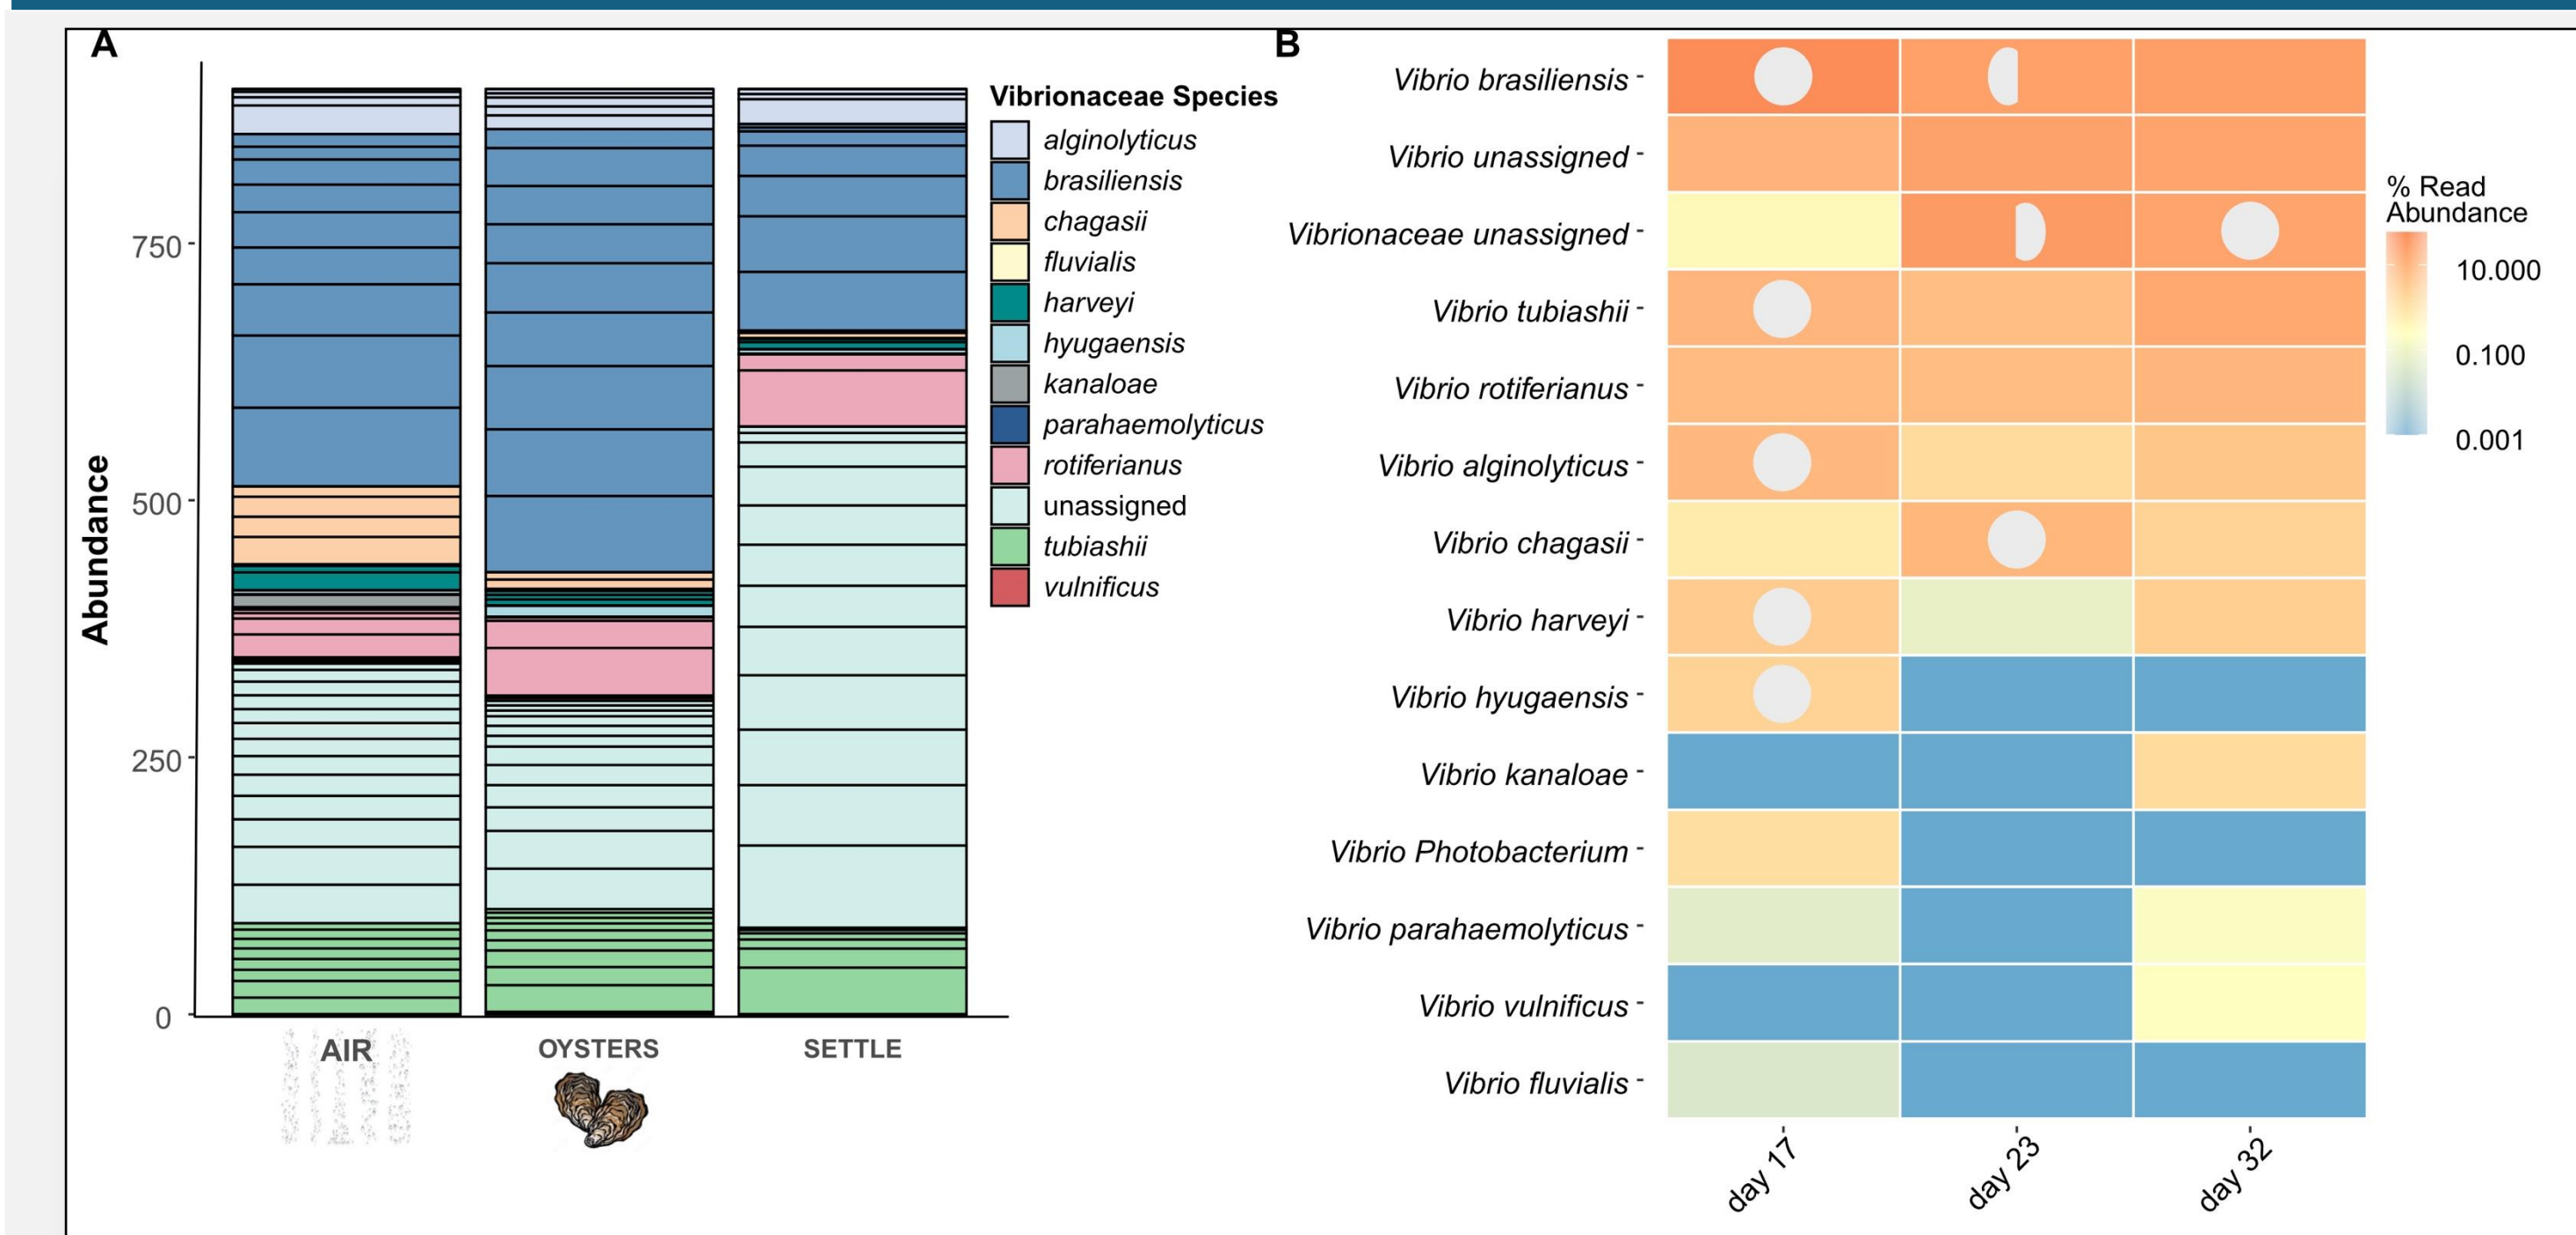 A
Abundance
750
500
250
0
AIR
OYSTERS
SETTLE
Vibrionaceae Species
alginolyticus
brasiliensis
chagasii
fluvialis
harveyi
hyugaensis
kanaloae
parahaemolyticus
rotiferianus
unassigned
tubiashii
vulnificus
B
Vibrio brasiliensis
Vibrio unassigned
Vibrionaceae unassigned
Vibrio tubiashii
Vibrio rotiferianus
Vibrio alginolyticus
Vibrio chagasii
Vibrio harveyi
Vibrio hyugaensis
Vibrio kanaloae
Vibrio Photobacterium
Vibrio parahaemolyticus
Vibrio vulnificus
Vibrio fluvialis
day 17
day 23
day 32
% Read
Abundance
10.000
0.100
0.001